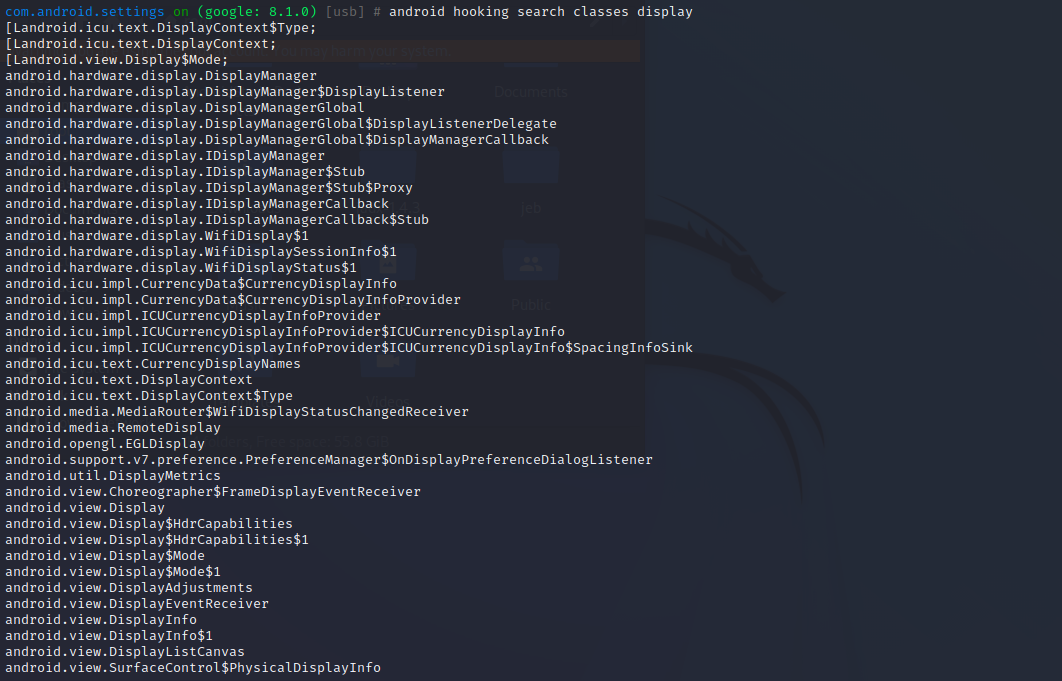 com.android.settings on (google: 8.1.0) [usb] # android hooking search classes display
[Landroid.icu.text.DisplayContext$Type;
[Landroid.icu.text.DisplayContext;
[Landroid.view.Display$Mode;
android.hardware.display.DisplayManager
android.hardware.display.DisplayManager$DisplayListener
android.hardware.display.DisplayManagerGlobal
android.hardware.display.DisplayManagerGlobal$DisplayListenerDelegate
android.hardware.display.DisplayManagerGlobal$DisplayManagerCallback
android.hardware.display.IDisplayManager
android.hardware.display.IDisplayManager$Stub
android.hardware.display.IDisplayManager$Stub$Proxy
android.hardware.display.IDisplayManagerCallback
android.hardware.display.IDisplayManagerCallback$Stub
android.hardware.display.WifiDisplay$1
android.hardware.display.WifiDisplaySessionInfo$1
android.hardware.display.WifiDisplayStatus$1
android.icu.impl.CurrencyData$CurrencyDisplayInfo
android.icu.impl.CurrencyData$CurrencyDisplayInfoProvider
android.icu.impl.ICUCurrencyDisplayInfoProvider
android.icu.impl.ICUCurrencyDisplayInfoProvider$ICUCurrencyDisplayInfo
android.icu.impl.ICUCurrencyDisplayInfoProvider$ICUCurrencyDisplayInfo$SpacingInfoSink
android.icu.text.CurrencyDisplayNames
android.icu.text.DisplayContext
android.icu.text.DisplayContext$Type
android.media.MediaRouter$WifiDisplayStatusChangedReceiver
android.media.RemoteDisplay
android.opengl.EGLDisplay
android.support.v7.preference.PreferenceManager$OnDisplayPreferenceDialogListener
android.util.DisplayMetrics
android.view.Choreographer$FrameDisplayEventReceiver
android.view.Display
android.view.Display$HdrCapabilities
android.view.Display$HdrCapabilities$1
android.view.Display$Mode
android.view.Display$Mode$1
android.view.DisplayAdjustments
android.view.DisplayEventReceiver
android.view.DisplayInfo
android.view.DisplayInfo$1
android.view.DisplayListCanvas
android.view.SurfaceControl$PhysicalDisplayInfo
Documents
jeb
Public